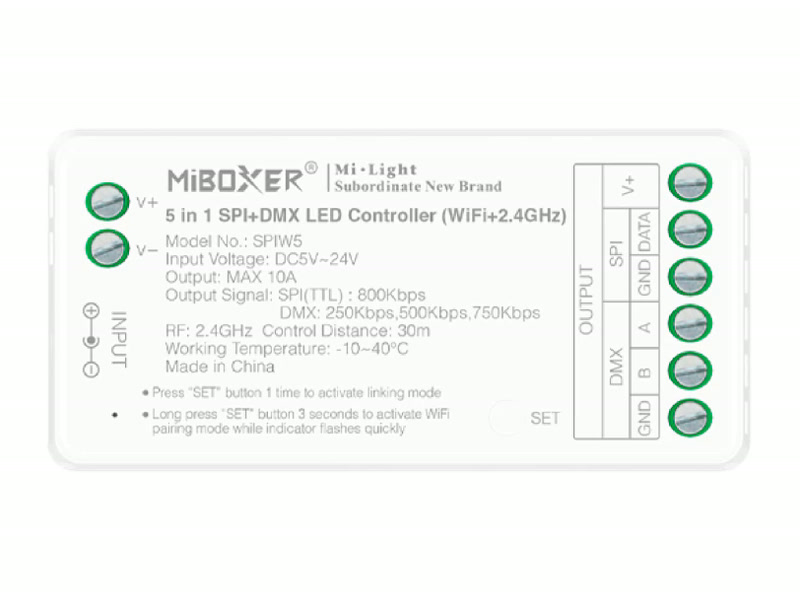 MiBOXER® Mi·Light
Subordinate New Brand
5 in 1 SPI+DMX LED Controller (WiFi+2.4GHz)
Model No.: SPIW5
Input Voltage: DC5V~24V
Output: MAX 10A
Output Signal: SPI(TTL) : 800Kbps
DMX: 250Kbps,500Kbps,750Kbps
RF: 2.4GHz Control Distance: 30m
Working Temperature: -10~40°C
Made in China
• Press "SET" button 1 time to activate linking mode
• Long press "SET" button 3 seconds to activate WiFi
pairing mode while indicator flashes quickly
V+
V−
INPUT
SET
OUTPUT
V+
SPI
DATA
GND
DMX
A
B
GND